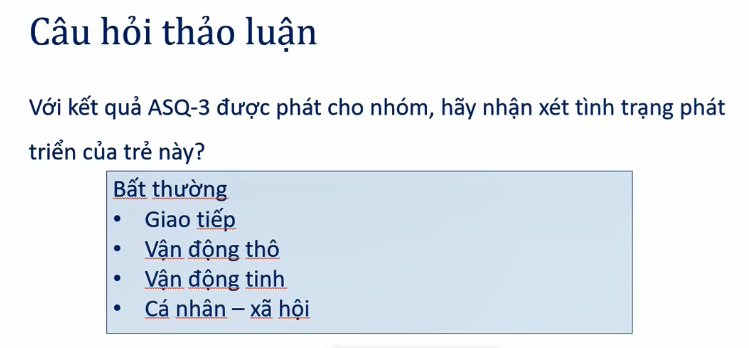 Câu hỏi thảo luận
Với kết quả ASQ-3 được phát cho nhóm, hãy nhận xét tình trạng phát
triển của trẻ này?
Bất thường
• Giao tiếp
• Vận động thô
• Vận động tinh
• Cá nhân – xã hội